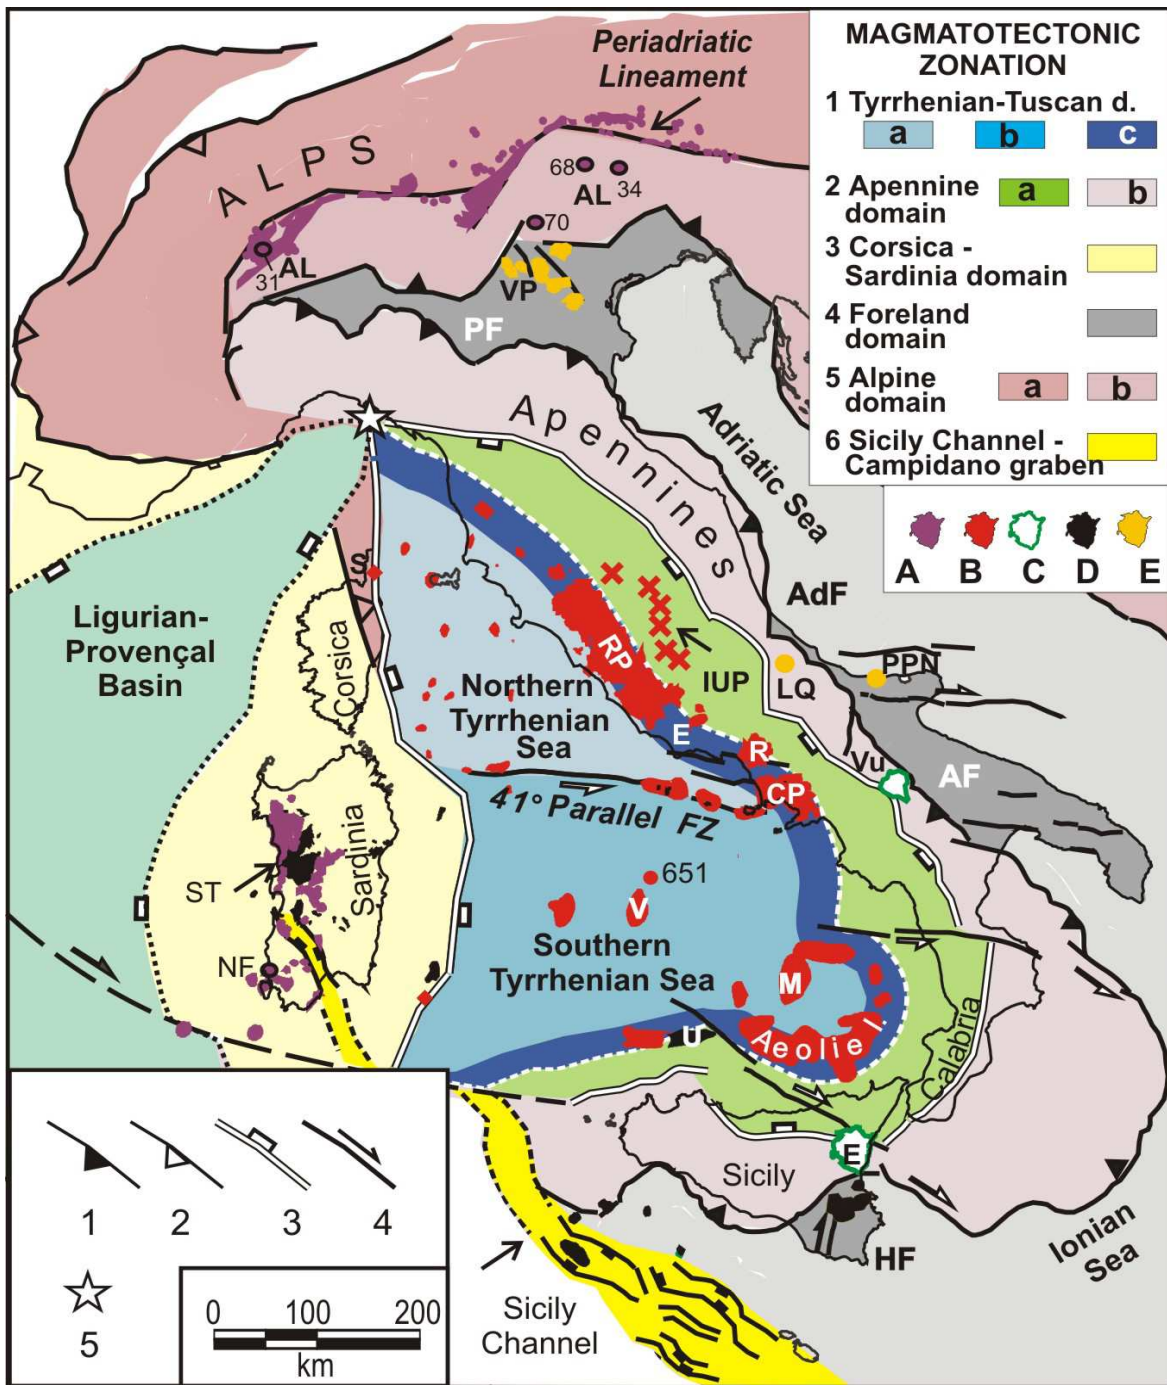 Periadriatic
Lineament
MAGMATOTECTONIC
ZONATION
1 Tyrrhenian-Tuscan d.
a b c
2 Apennine
domain
a b
3 Corsica -
Sardinia domain
4 Foreland
domain
5 Alpine
domain
a b
6 Sicily Channel -
Campidano graben
A B C D E
ALPS
68
AL
34
70
AL
31
VP
PF
Apennines
Adriatic Sea
AdF
Ligurian-
Provençal
Basin
Corsica
RP
IUP
LQ
PPN
Northern
Tyrrhenian
Sea
E
R
CP
Vu
AF
41° Parallel FZ
Sardinia
ST
651
V
NF
Southern
Tyrrhenian Sea
M
U
Aeolie I.
Calabria
E
Sicily
HF
Ionian
Sea
Sicily
Channel
1 2 3 4
5
0 100 200
km